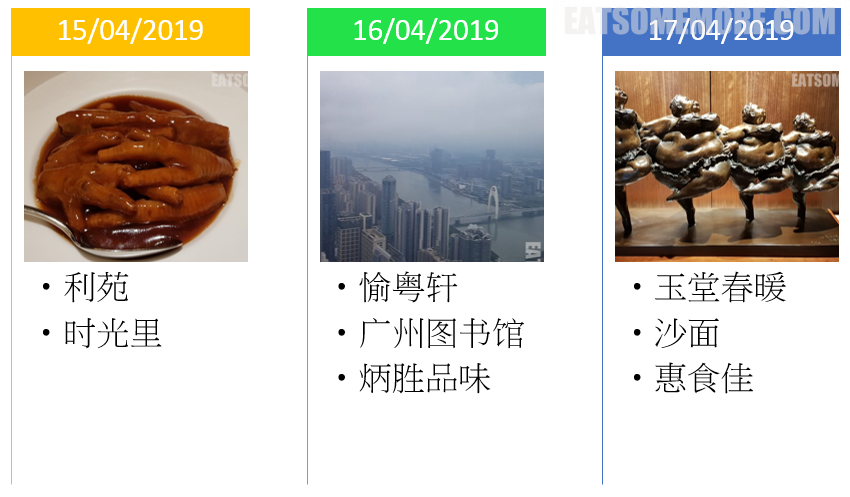 EATSOMEMORE.COM
15/04/2019
16/04/2019
17/04/2019
EATSOM
EAT
EATSOM
• 利苑
• 时光里
• 愉粤轩
• 广州图书馆
• 炳胜品味
• 玉堂春暖
• 沙面
• 惠食佳